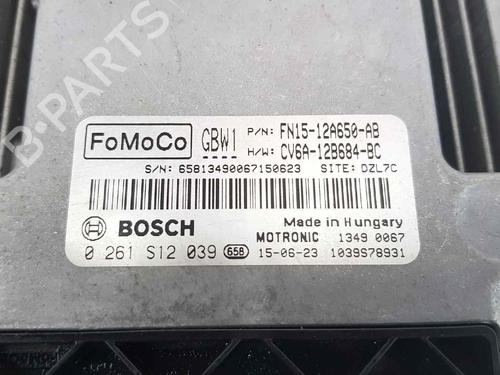 FoMoCo GBW1 P/N: FN15-12A650-AB
H/W: CV6A-12B684-BC
S/N: 65813490067150623 SITE: DZL7C
BOSCH Made in Hungary
MOTRONIC 1349 0067
0 261 S12 039 658 15-06-23 1039S78931
B-PARTS